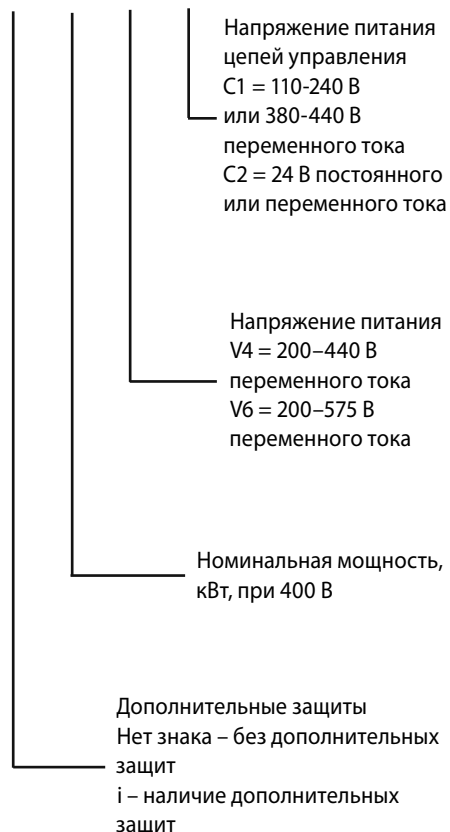 Напряжение питания
цепей управления
C1 = 110-240 В
или 380-440 В
переменного тока
C2 = 24 В постоянного
или переменного тока
Напряжение питания
V4 = 200–440 В
переменного тока
V6 = 200–575 В
переменного тока
Номинальная мощность,
кВт, при 400 В
Дополнительные защиты
Нет знака – без дополнительных
защит
i – наличие дополнительных
защит